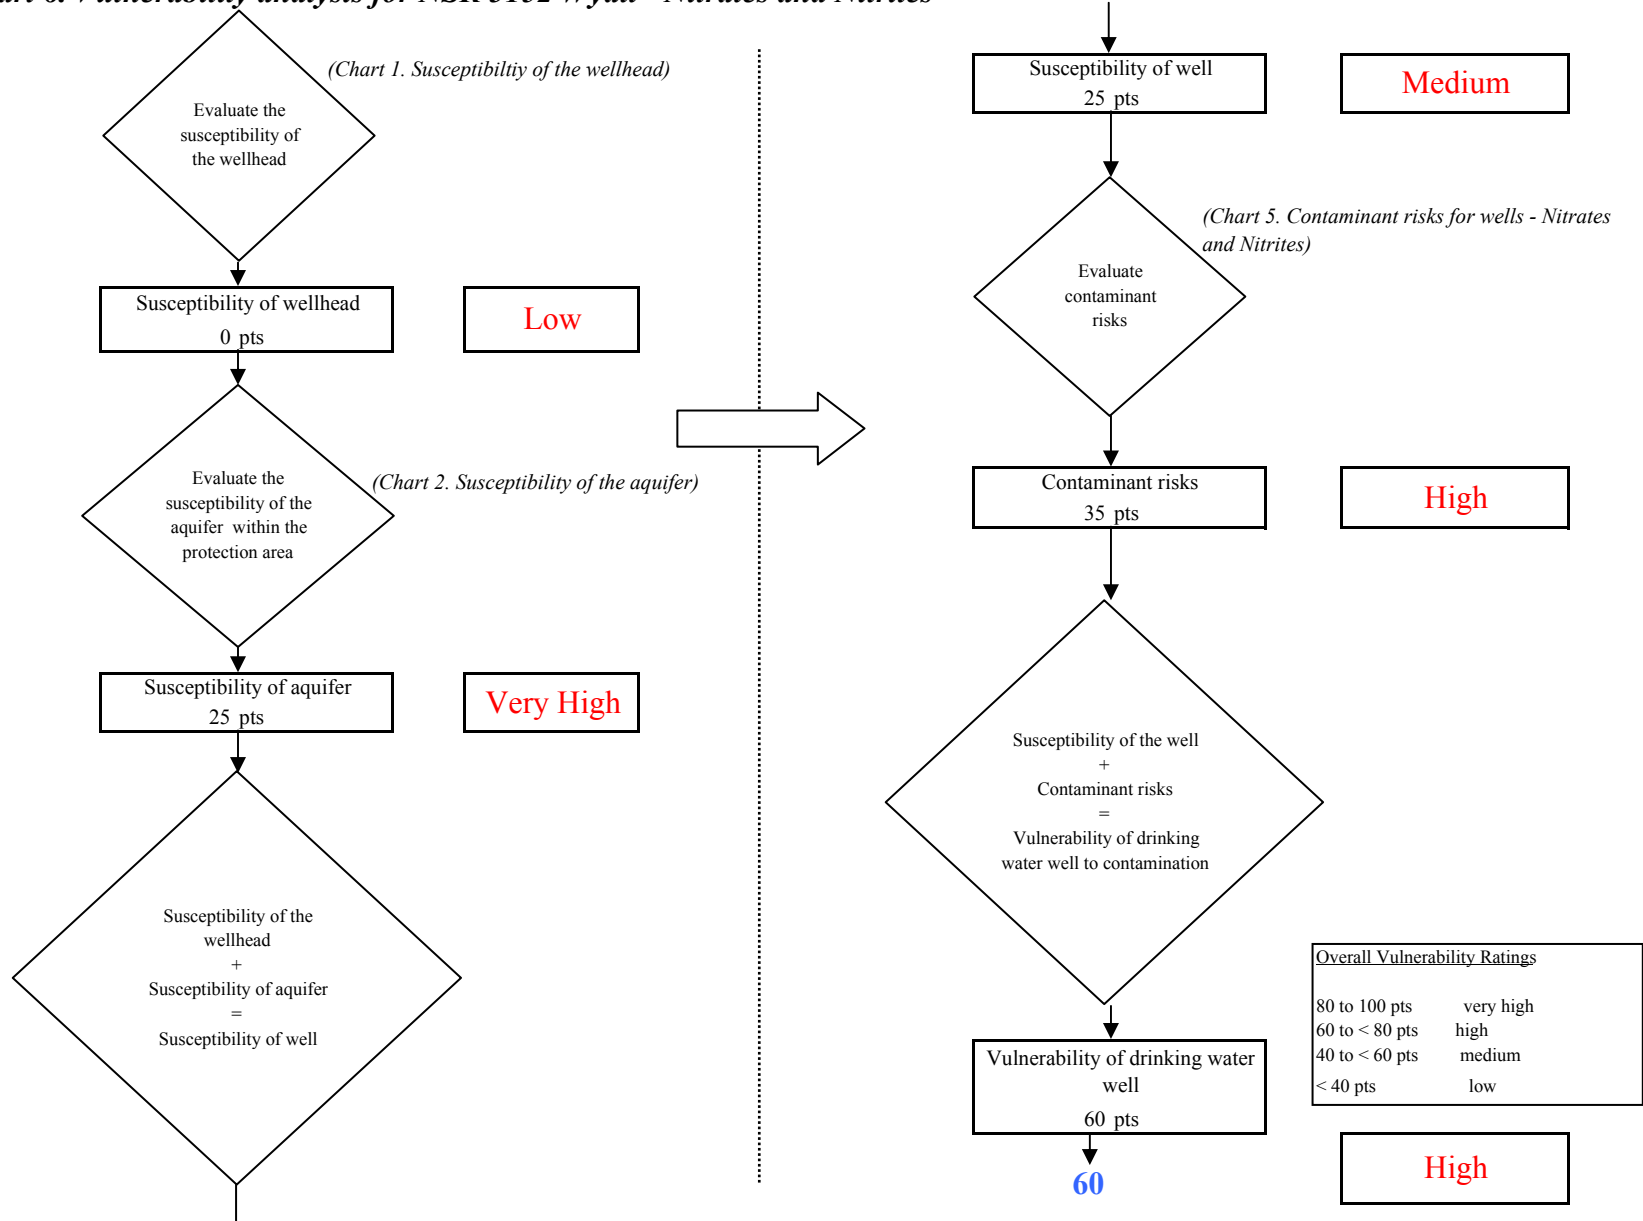 (Chart 1. Susceptibiltiy of the wellhead)
Evaluate the
susceptibility of
the wellhead
Susceptibility of wellhead
0 pts
Low
Evaluate the
susceptibility of the
aquifer within the
protection area
(Chart 2. Susceptibility of the aquifer)
Susceptibility of aquifer
25 pts
Very High
Susceptibility of the
wellhead
+
Susceptibility of aquifer
=
Susceptibility of well
Susceptibility of well
25 pts
Medium
(Chart 5. Contaminant risks for wells - Nitrates
and Nitrites)
Evaluate
contaminant
risks
Contaminant risks
35 pts
High
Susceptibility of the well
+
Contaminant risks
=
Vulnerability of drinking
water well to contamination
Overall Vulnerability Ratings
80 to 100 pts very high
60 to < 80 pts high
40 to < 60 pts medium
< 40 pts low
Vulnerability of drinking water
well
60 pts
60
High